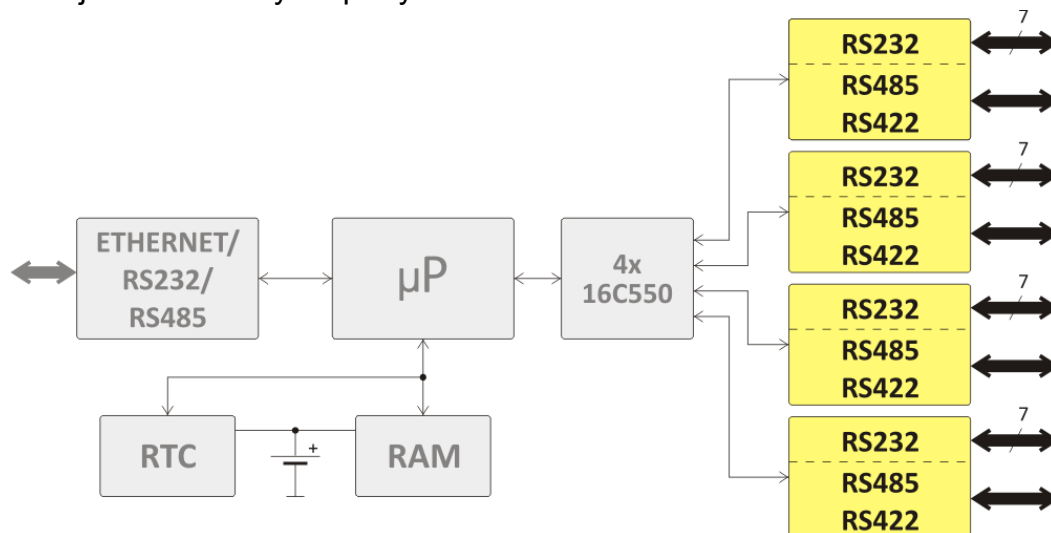 7
RS232
RS485
RS422
7
RS232
RS485
RS422
ETHERNET/
RS232/
RS485
µP
4x
16C550
7
RS232
RS485
RS422
RTC
+
RAM
7
RS232
RS485
RS422